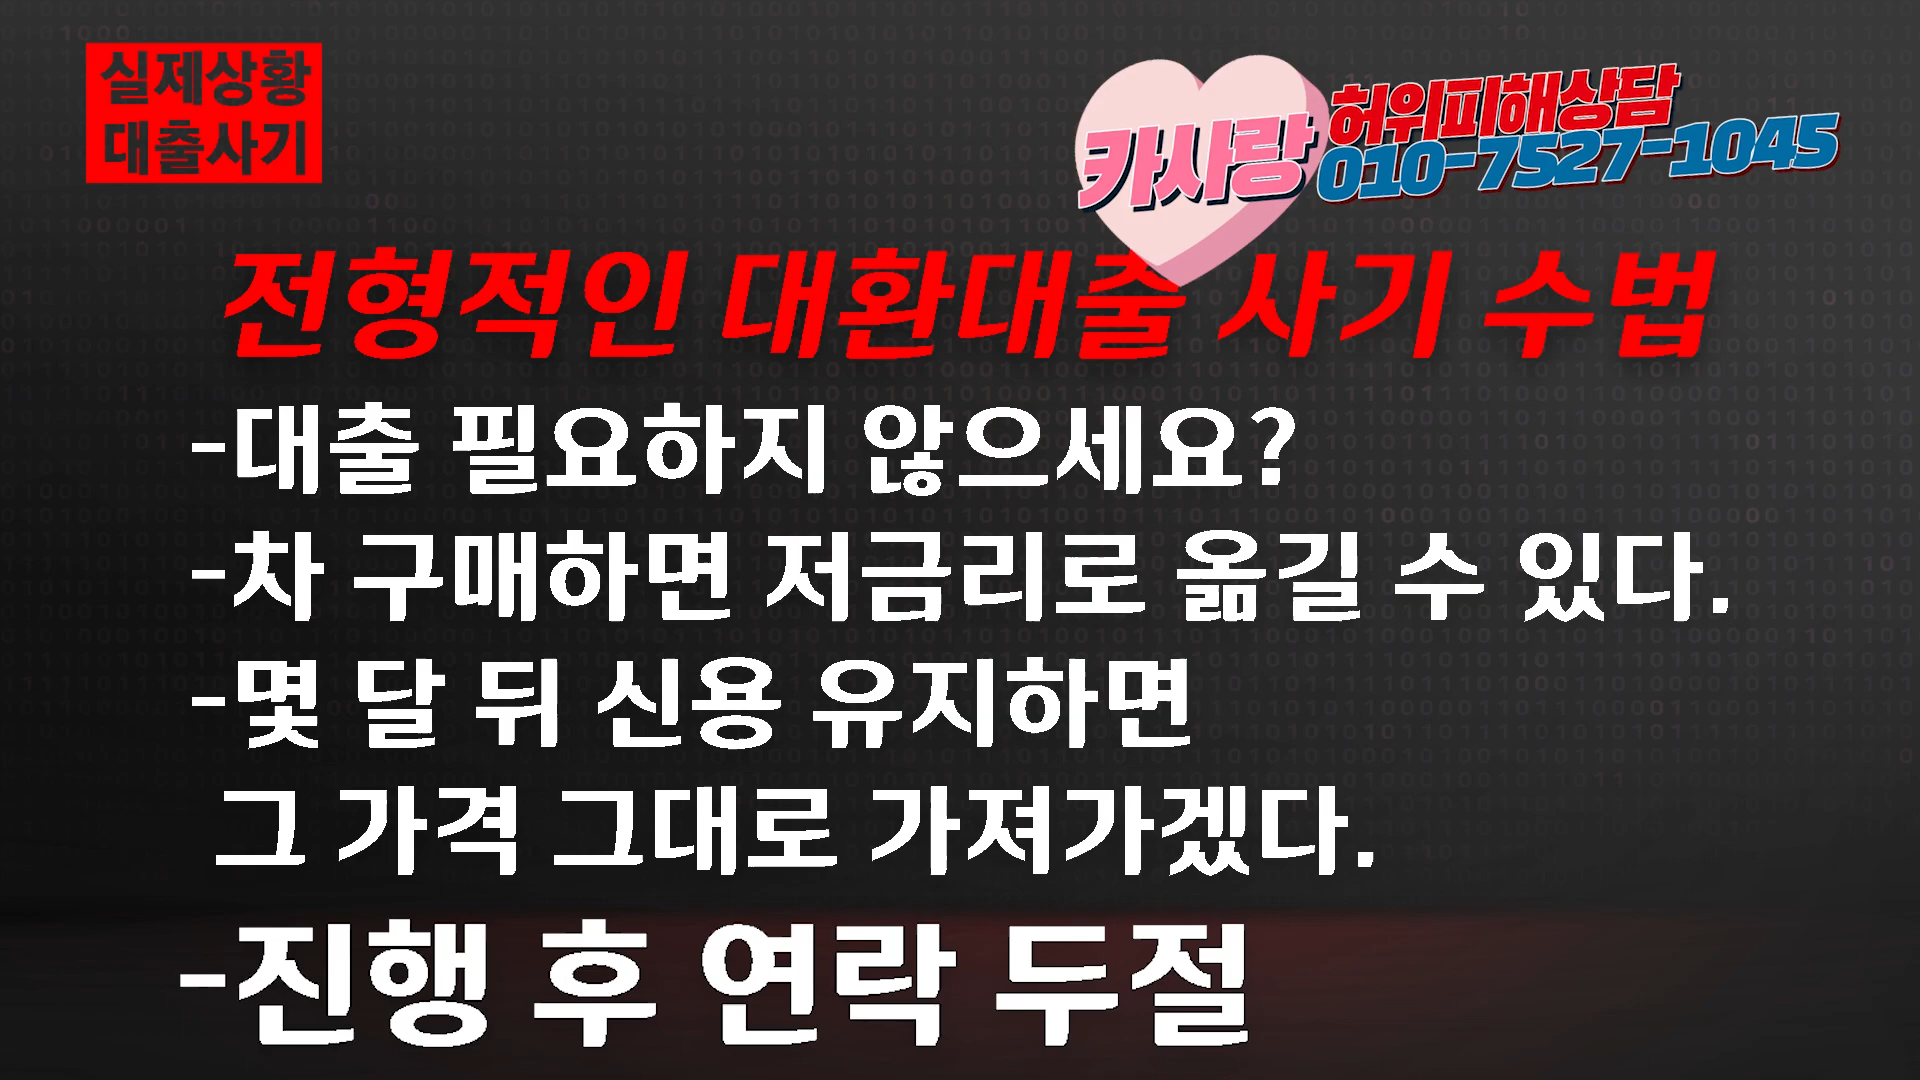 실제상황
대출사기
카사랑
허위피해상담
010-7527-1045
전형적인 대환대출 사기 수법
-대출 필요하지 않으세요?
-차 구매하면 저금리로 옮길 수 있다.
-몇 달 뒤 신용 유지하면
그 가격 그대로 가져가겠다.
-진행 후 연락 두절